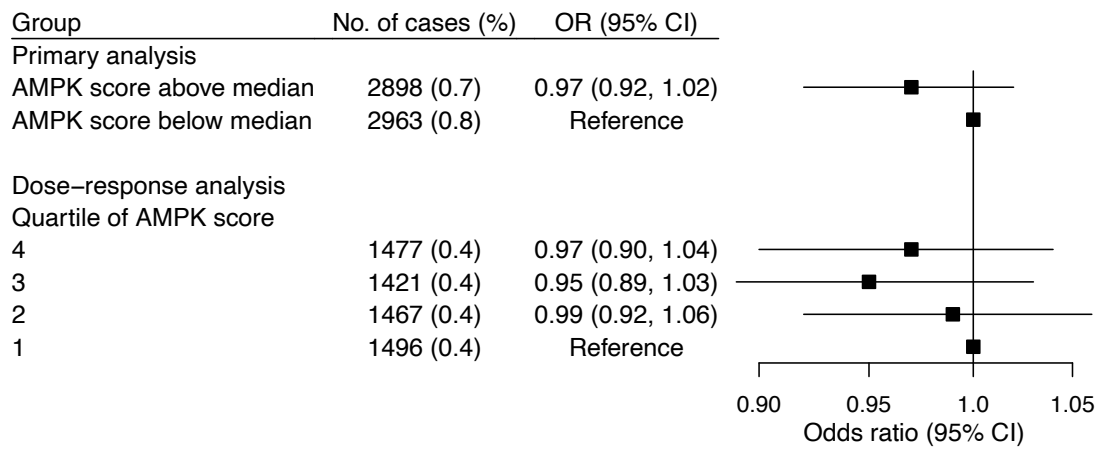 Group No. of cases (%) OR (95% CI)
Primary analysis
AMPK score above median 2898 (0.7) 0.97 (0.92, 1.02)
AMPK score below median 2963 (0.8) Reference
Dose−response analysis
Quartile of AMPK score
4 1477 (0.4) 0.97 (0.90, 1.04)
3 1421 (0.4) 0.95 (0.89, 1.03)
2 1467 (0.4) 0.99 (0.92, 1.06)
1 1496 (0.4) Reference
0.90 0.95 1.0 1.05
Odds ratio (95% CI)